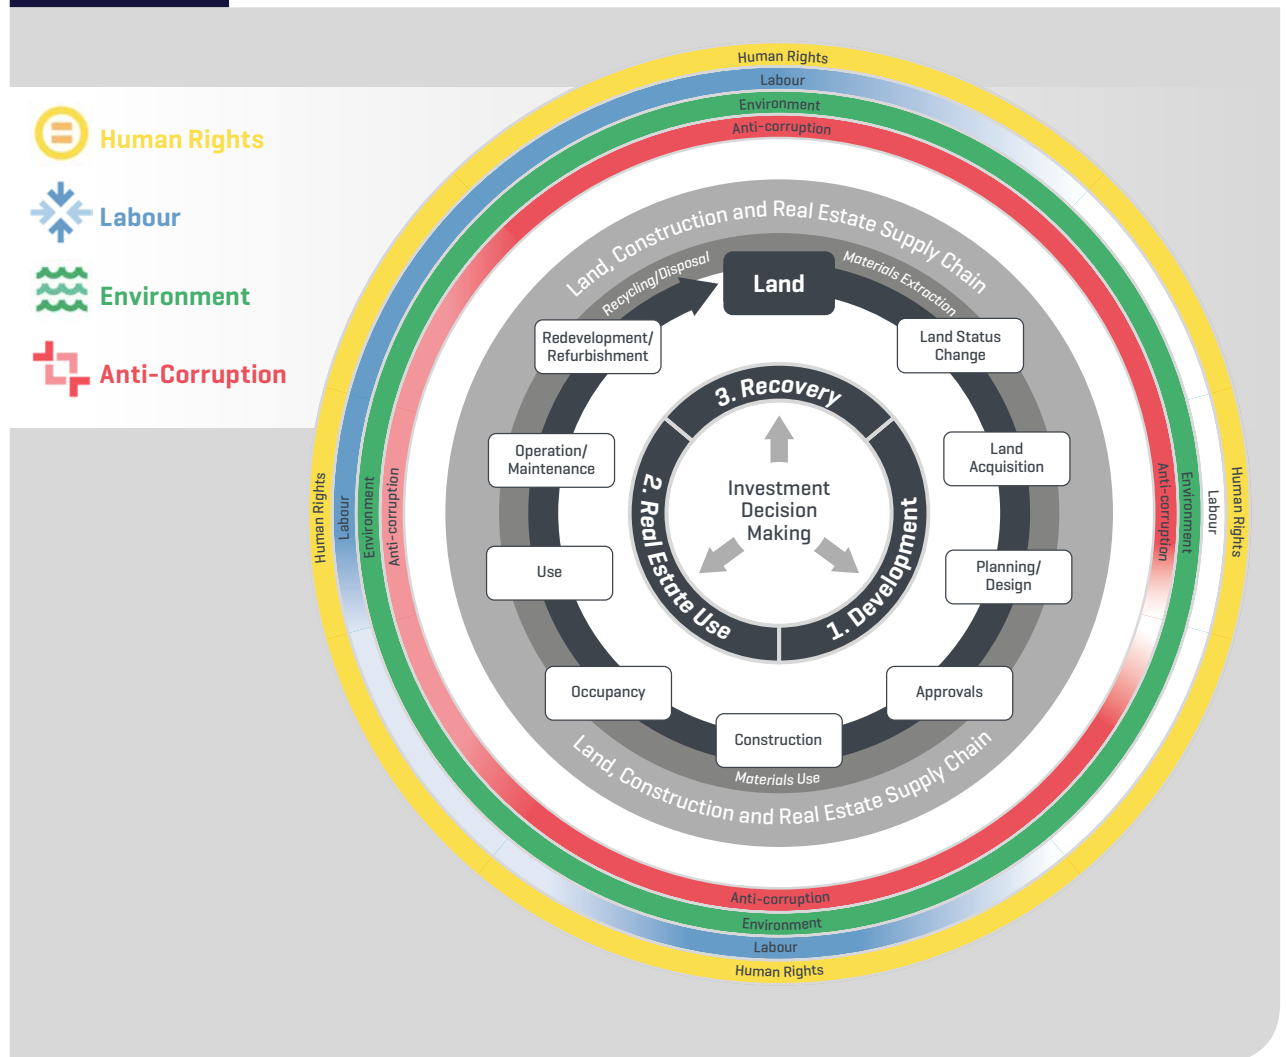 Human Rights
Labour
Environment
Anti-Corruption
Human Rights
Labour
Environment
Anti-corruption
Land, Construction and Real Estate Supply Chain
Recycling/Disposal
Materials Extraction
Land
Redevelopment/
Refurbishment
Land Status
Change
3. Recovery
Operation/
Maintenance
Land
Acquisition
Human Rights
Labour
Environment
Anti-corruption
2. Real Estate Use
Investment
Decision
Making
1. Development
Anti-corruption
Environment
Labour
Human Rights
Use
Planning/
Design
Occupancy
Approvals
Construction
Materials Use
Land, Construction and Real Estate Supply Chain
Anti-corruption
Environment
Labour
Human Rights